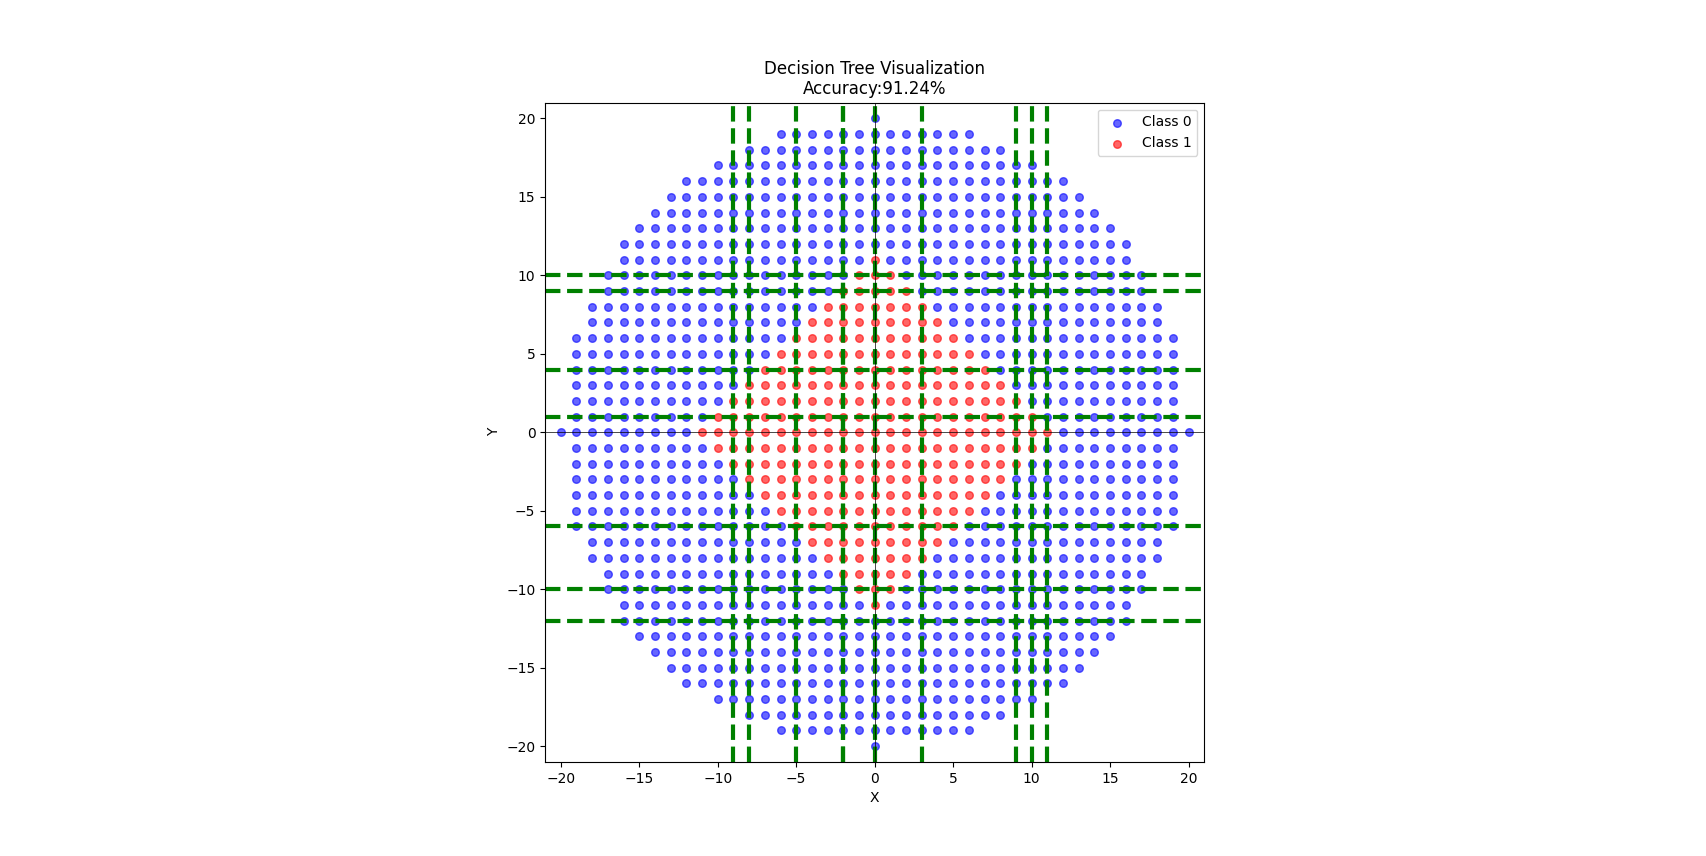 Decision Tree Visualization
Accuracy:91.24%
Class 0
Class 1
20
15
10
5
0
−5
−10
−15
−20
Y
−20 −15 −10 −5 0 5 10 15 20
X